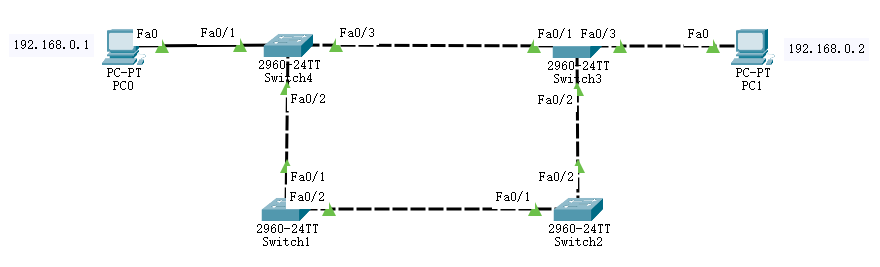 192.168.0.1
Fa0
Fa0/1
Fa0/3
Fa0/1
Fa0/3
Fa0
192.168.0.2
PC-PT
PC0
2960-24TT
Switch4
2960-24TT
Switch3
PC-PT
PC1
Fa0/2
Fa0/2
Fa0/1
Fa0/2
Fa0/2
Fa0/1
2960-24TT
Switch1
2960-24TT
Switch2